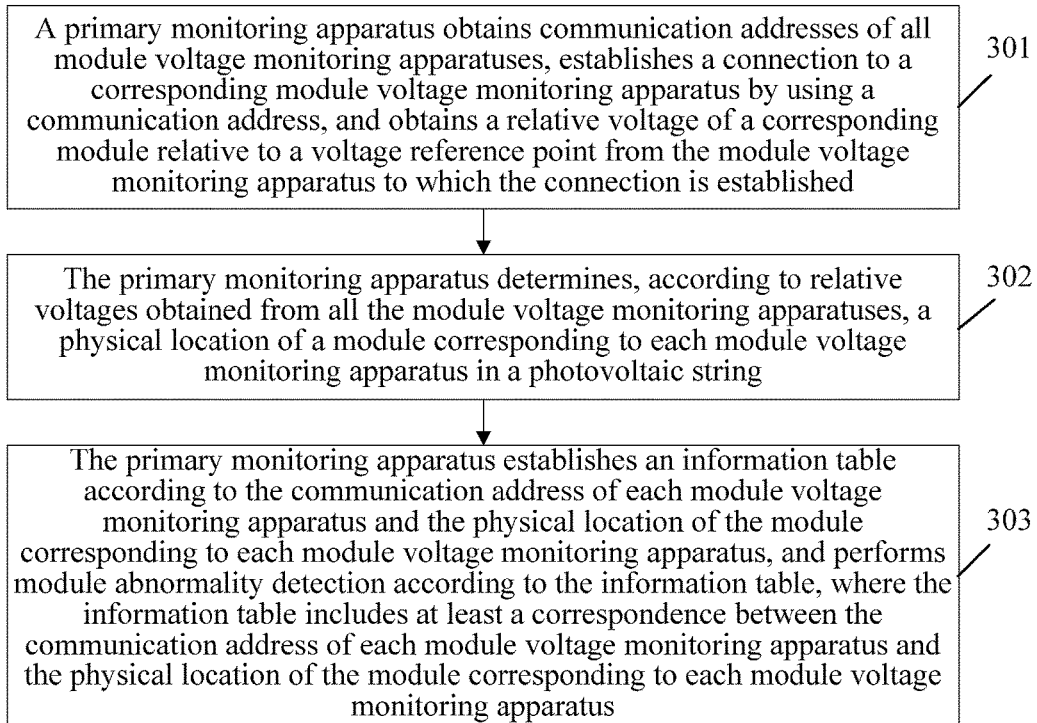 A primary monitoring apparatus obtains communication addresses of all
module voltage monitoring apparatuses, establishes a connection to a
corresponding module voltage monitoring apparatus by using a
communication address, and obtains a relative voltage of a corresponding
module relative to a voltage reference point from the module voltage
monitoring apparatus to which the connection is established
301
The primary monitoring apparatus determines, according to relative
voltages obtained from all the module voltage monitoring apparatuses, a
physical location of a module corresponding to each module voltage
monitoring apparatus in a photovoltaic string
302
The primary monitoring apparatus establishes an information table
according to the communication address of each module voltage
monitoring apparatus and the physical location of the module
corresponding to each module voltage monitoring apparatus, and performs
module abnormality detection according to the information table, where the
information table includes at least a correspondence between the
communication address of each module voltage monitoring apparatus and
the physical location of the module corresponding to each module voltage
monitoring apparatus
303